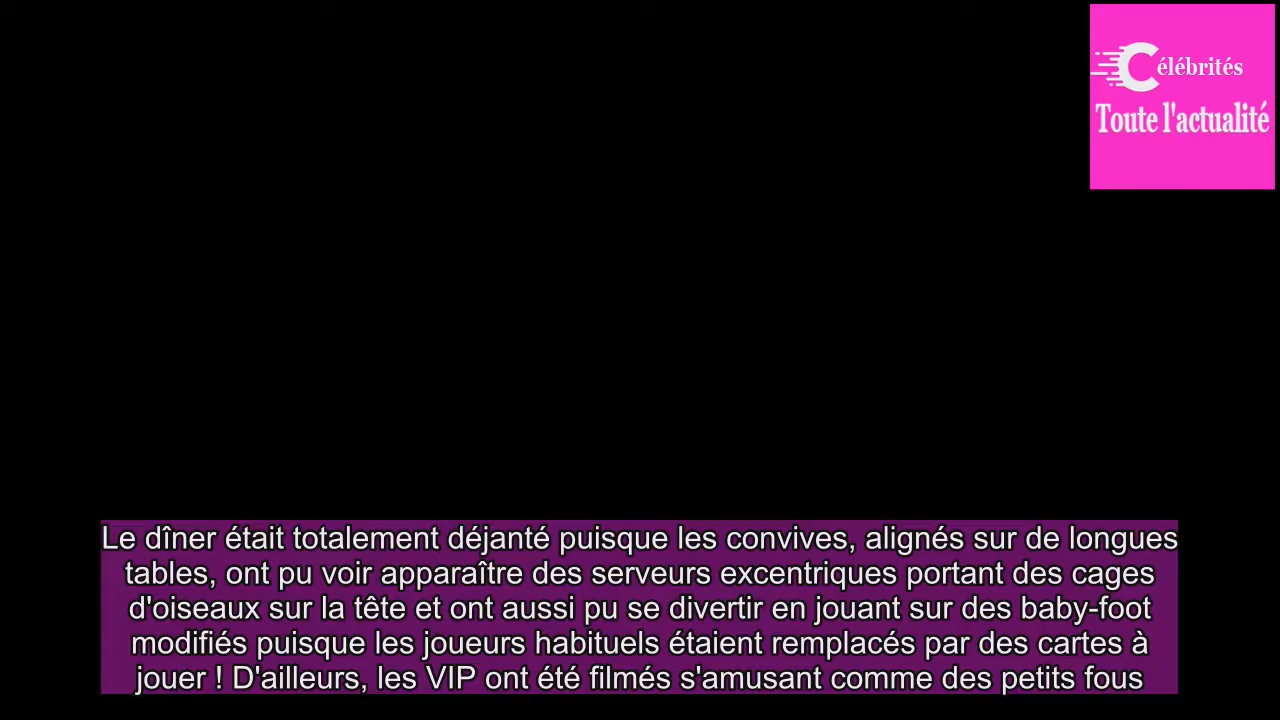 Célébrités
Toute l'actualité
Le dîner était totalement déjanté puisque les convives, alignés sur de longues
tables, ont pu voir apparaître des serveurs excentriques portant des cages
d'oiseaux sur la tête et ont aussi pu se divertir en jouant sur des baby-foot
modifiés puisque les joueurs habituels étaient remplacés par des cartes à
jouer ! D'ailleurs, les VIP ont été filmés s'amusant comme des petits fous